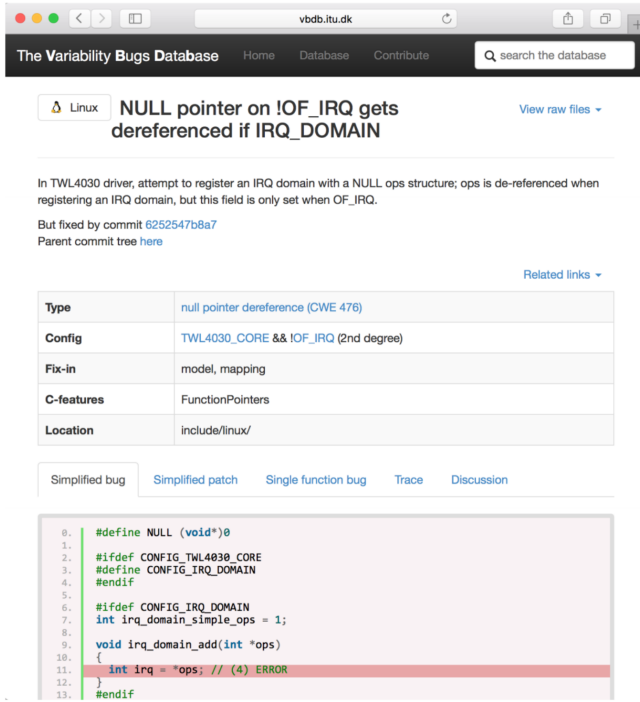 vbdb.itu.dk
The Variability Bugs Database Home Database Contribute search the database
Linux NULL pointer on !OF_IRQ gets View raw files
dereferenced if IRQ_DOMAIN
In TWL4030 driver, attempt to register an IRQ domain with a NULL ops structure; ops is de-referenced when
registering an IRQ domain, but this field is only set when OF_IRQ.
But fixed by commit 6252547b8a7
Parent commit tree here
Related links
Type null pointer dereference (CWE 476)
Config TWL4030_CORE && !OF_IRQ (2nd degree)
Fix-in model, mapping
C-features FunctionPointers
Location include/linux/
Simplified bug Simplified patch Single function bug Trace Discussion
0. #define NULL (void*)0
1.
2. #ifdef CONFIG_TWL4030_CORE
3. #define CONFIG_IRQ_DOMAIN
4. #endif
5.
6. #ifdef CONFIG_IRQ_DOMAIN
7. int irq_domain_simple_ops = 1;
8.
9. void irq_domain_add(int *ops)
10. {
11. int irq = *ops; // (4) ERROR
12. }
13. #endif